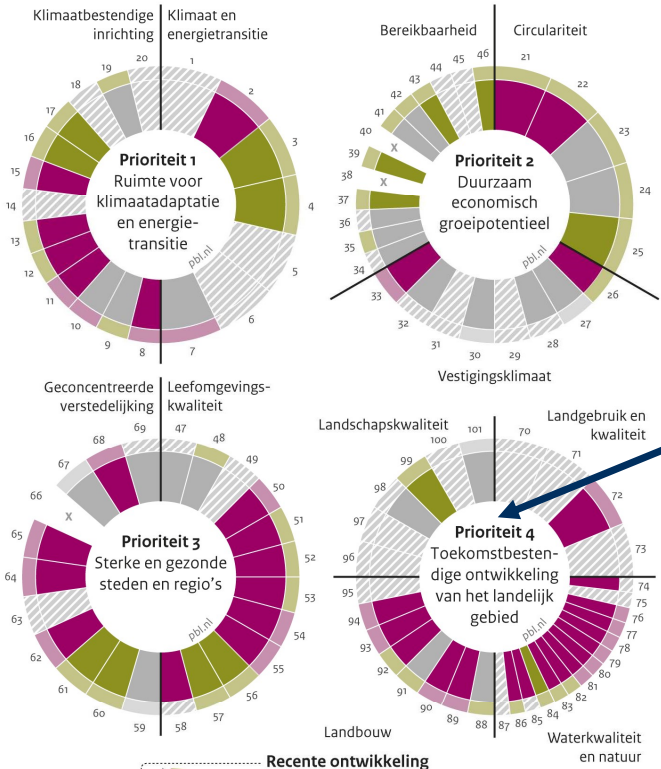 Klimaatbestendige
inrichting
Klimaat en
energietransitie
1
2
3
4
5
6
7
8
9
10
11
12
13
14
15
16
17
18
19
20
Prioriteit 1
Ruimte voor
klimaatadaptatie
en energie-
transitie
pbl.nl
Bereikbaarheid
Circulariteit
21
22
23
24
25
26
27
28
29
30
31
32
33
34
35
36
37
38
x
39
40
x
41
42
43
44
45
46
Prioriteit 2
Duurzaam
economisch
groeipotentieel
pbl.nl
Vestigingsklimaat
Geconcentreerde
verstedelijking
Leefomgevings-
kwaliteit
47
48
49
50
51
52
53
54
55
56
57
58
59
60
61
62
63
64
65
66
x
67
68
69
Prioriteit 3
Sterke en gezonde
steden en regio's
pbl.nl
Landschapskwaliteit
Landgebruik en
kwaliteit
70
71
72
73
74
75
76
77
78
79
80
81
82
83
84
85
86
87
88
89
90
91
92
93
94
95
96
97
98
99
100
101
Prioriteit 4
Toekomstbesten-
dige ontwikkeling
van het landelijk
gebied
pbl.nl
Landbouw
Waterkwaliteit
en natuur
Recente ontwikkeling